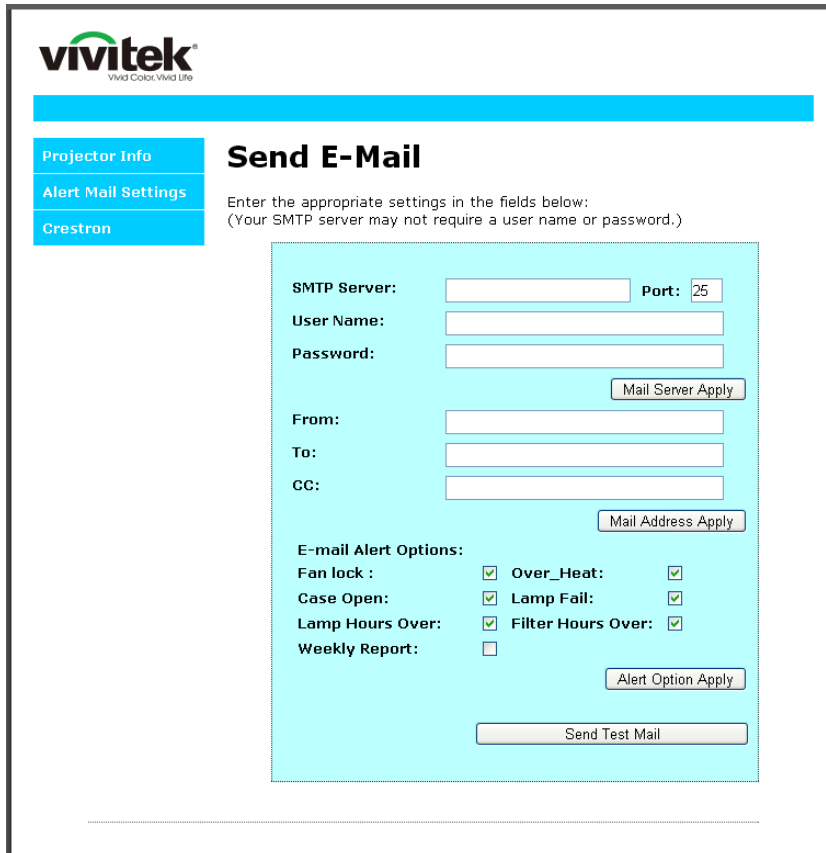 vivitek®
Vivid Color, Vivid Life
Projector Info
Alert Mail Settings
Crestron
Send E-Mail
Enter the appropriate settings in the fields below:
(Your SMTP server may not require a user name or password.)
SMTP Server: Port: 25
User Name:
Password:
Mail Server Apply
From:
To:
CC:
Mail Address Apply
E-mail Alert Options:
Fan lock : Over_Heat:
Case Open: Lamp Fail:
Lamp Hours Over: Filter Hours Over:
Weekly Report:
Alert Option Apply
Send Test Mail